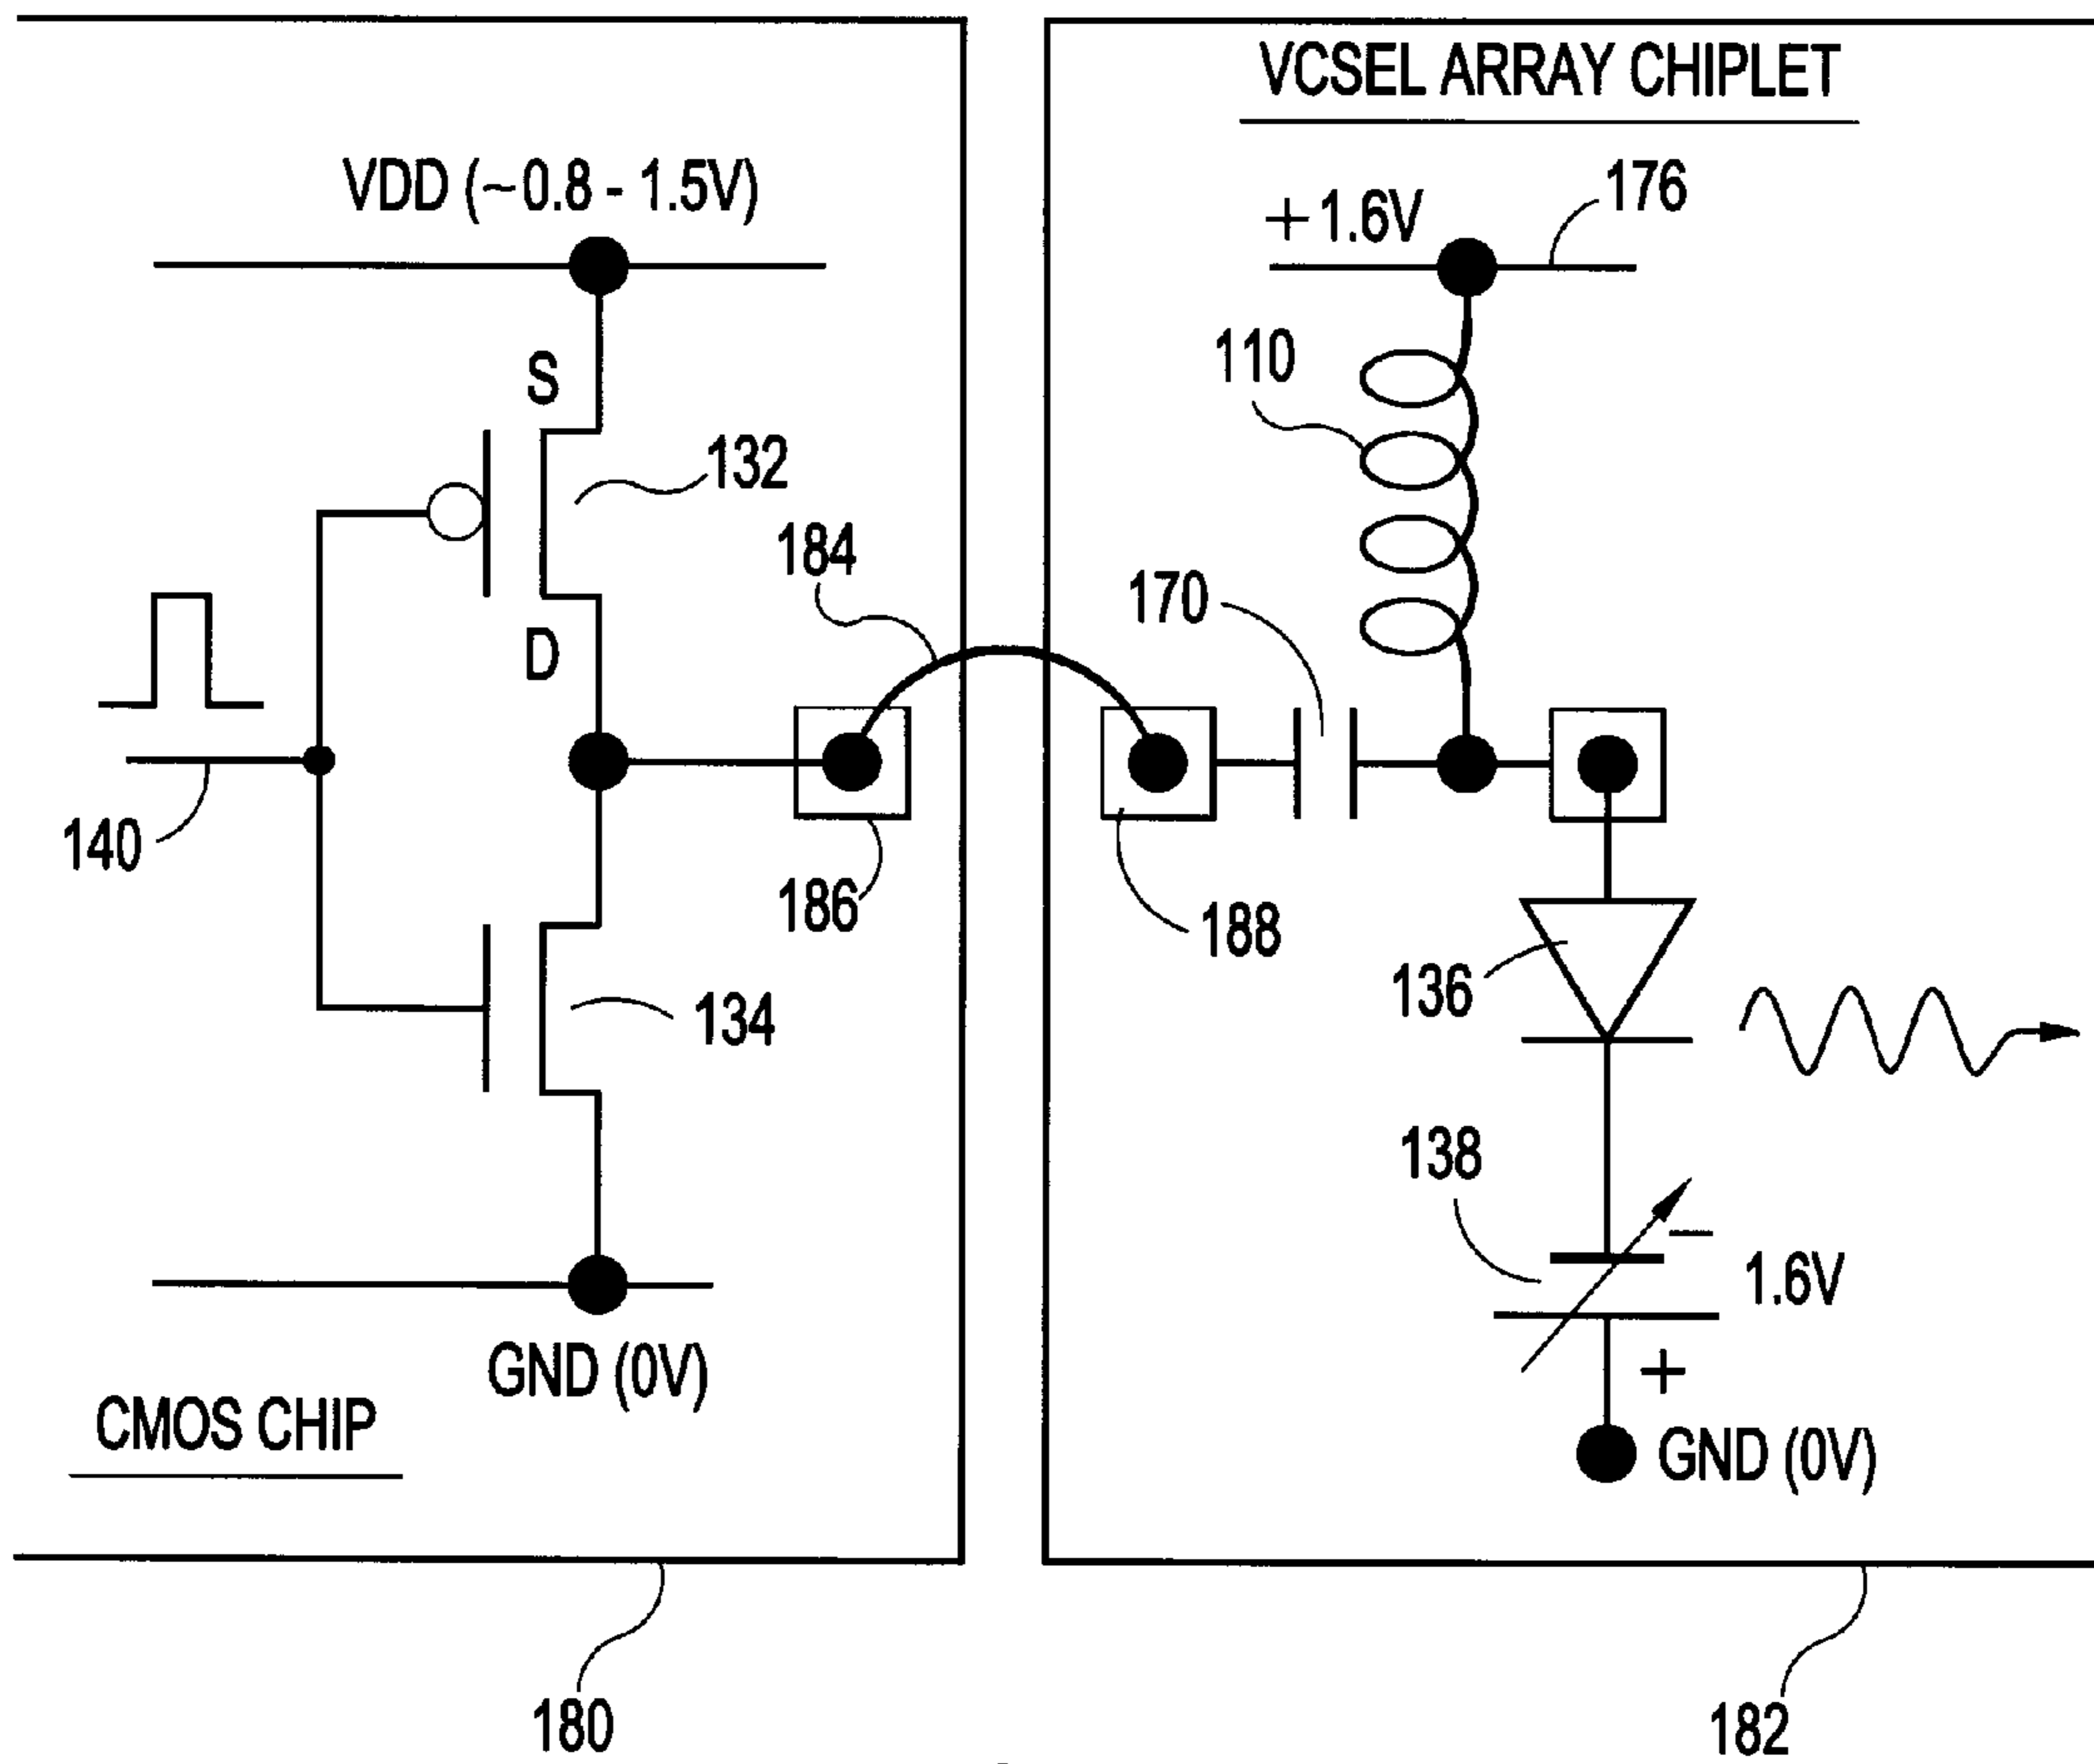 VCSEL ARRAY CHIPLET
VDD (~0.8 - 1.5V)
+1.6V
176
110
S
132
184
170
D
140
186
188
136
134
138
−
1.6V
+
GND (0V)
CMOS CHIP
GND (0V)
180
182